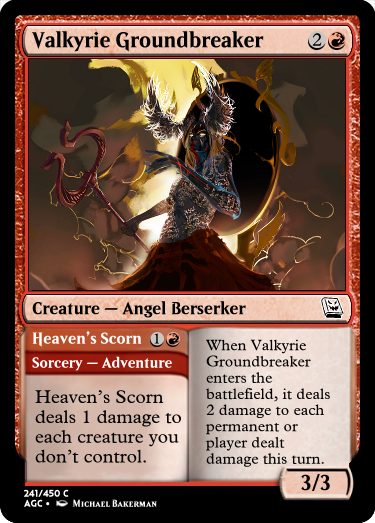 Valkyrie Groundbreaker 2
Creature — Angel Berserker
Heaven's Scorn 1
Sorcery — Adventure
Heaven's Scorn
deals 1 damage to
each creature you
don't control.
When Valkyrie
Groundbreaker
enters the
battlefield, it deals
2 damage to each
permanent or
player dealt
damage this turn.
3/3
241/450 C
AGC • Michael Bakerman